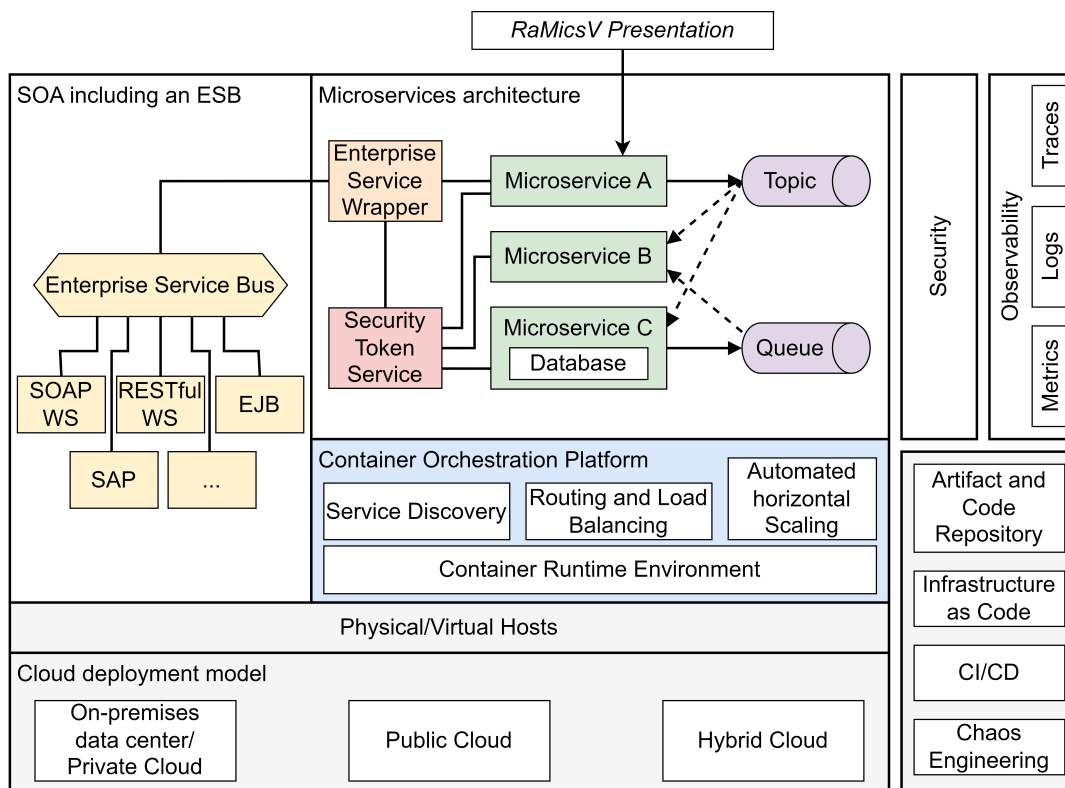 RaMicsV Presentation
SOA including an ESB
Microservices architecture
Enterprise
Service
Wrapper
Microservice A
Topic
Microservice B
Enterprise Service Bus
Security
Token
Service
Microservice C
Database
Queue
SOAP
WS
RESTful
WS
EJB
SAP
...
Container Orchestration Platform
Service Discovery
Routing and Load
Balancing
Automated
horizontal
Scaling
Container Runtime Environment
Physical/Virtual Hosts
Cloud deployment model
On-premises
data center/
Private Cloud
Public Cloud
Hybrid Cloud
Security
Observability
Traces
Logs
Metrics
Artifact and
Code
Repository
Infrastructure
as Code
CI/CD
Chaos
Engineering